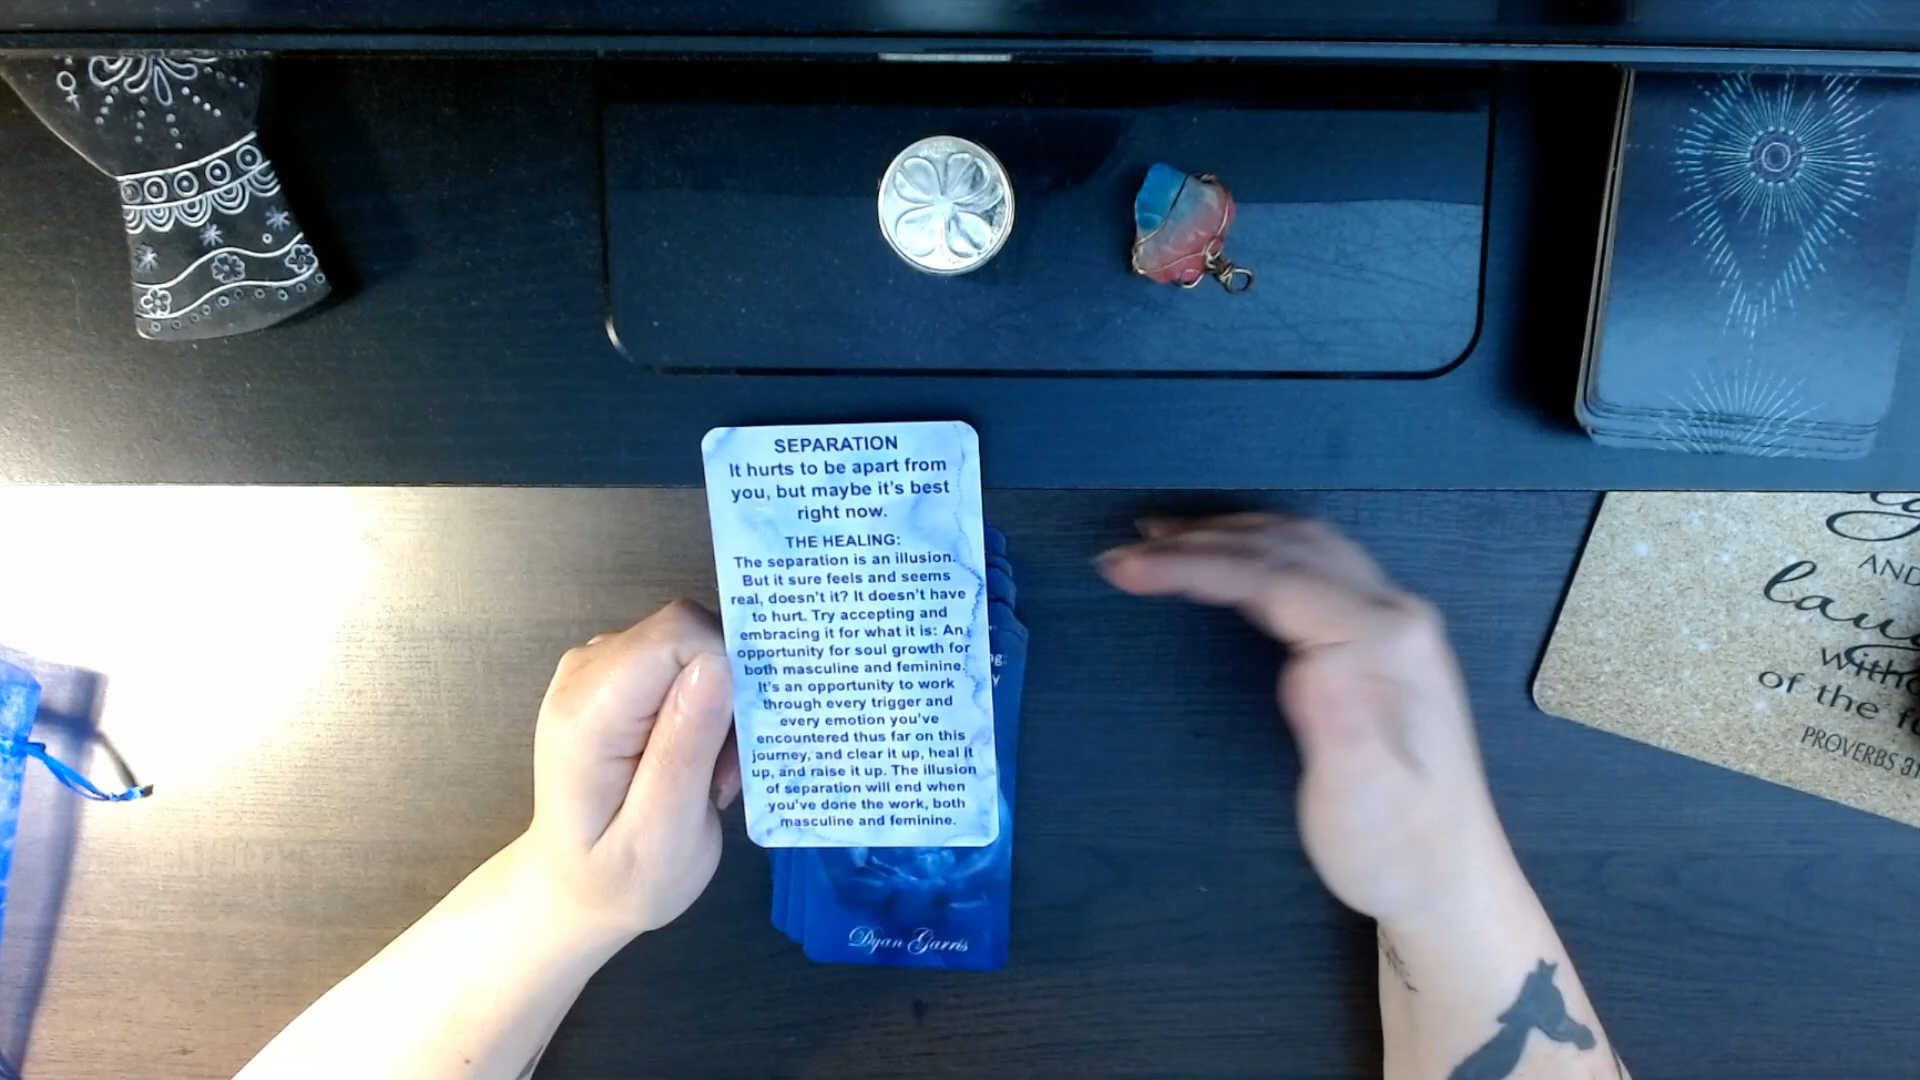 SEPARATION
It hurts to be apart from
you, but maybe it's best
right now.
THE HEALING:
The separation is an illusion.
But it sure feels and seems
real, doesn't it? It doesn't have
to hurt. Try accepting and
embracing it for what it is: An
opportunity for soul growth for
both masculine and feminine.
It's an opportunity to work
through every trigger and
every emotion you've
encountered thus far on this
journey, and clear it up, heal it
up, and raise it up. The illusion
of separation will end when
you've done the work, both
masculine and feminine.
Dyan Garris
AND
of the
PROVERBS 31